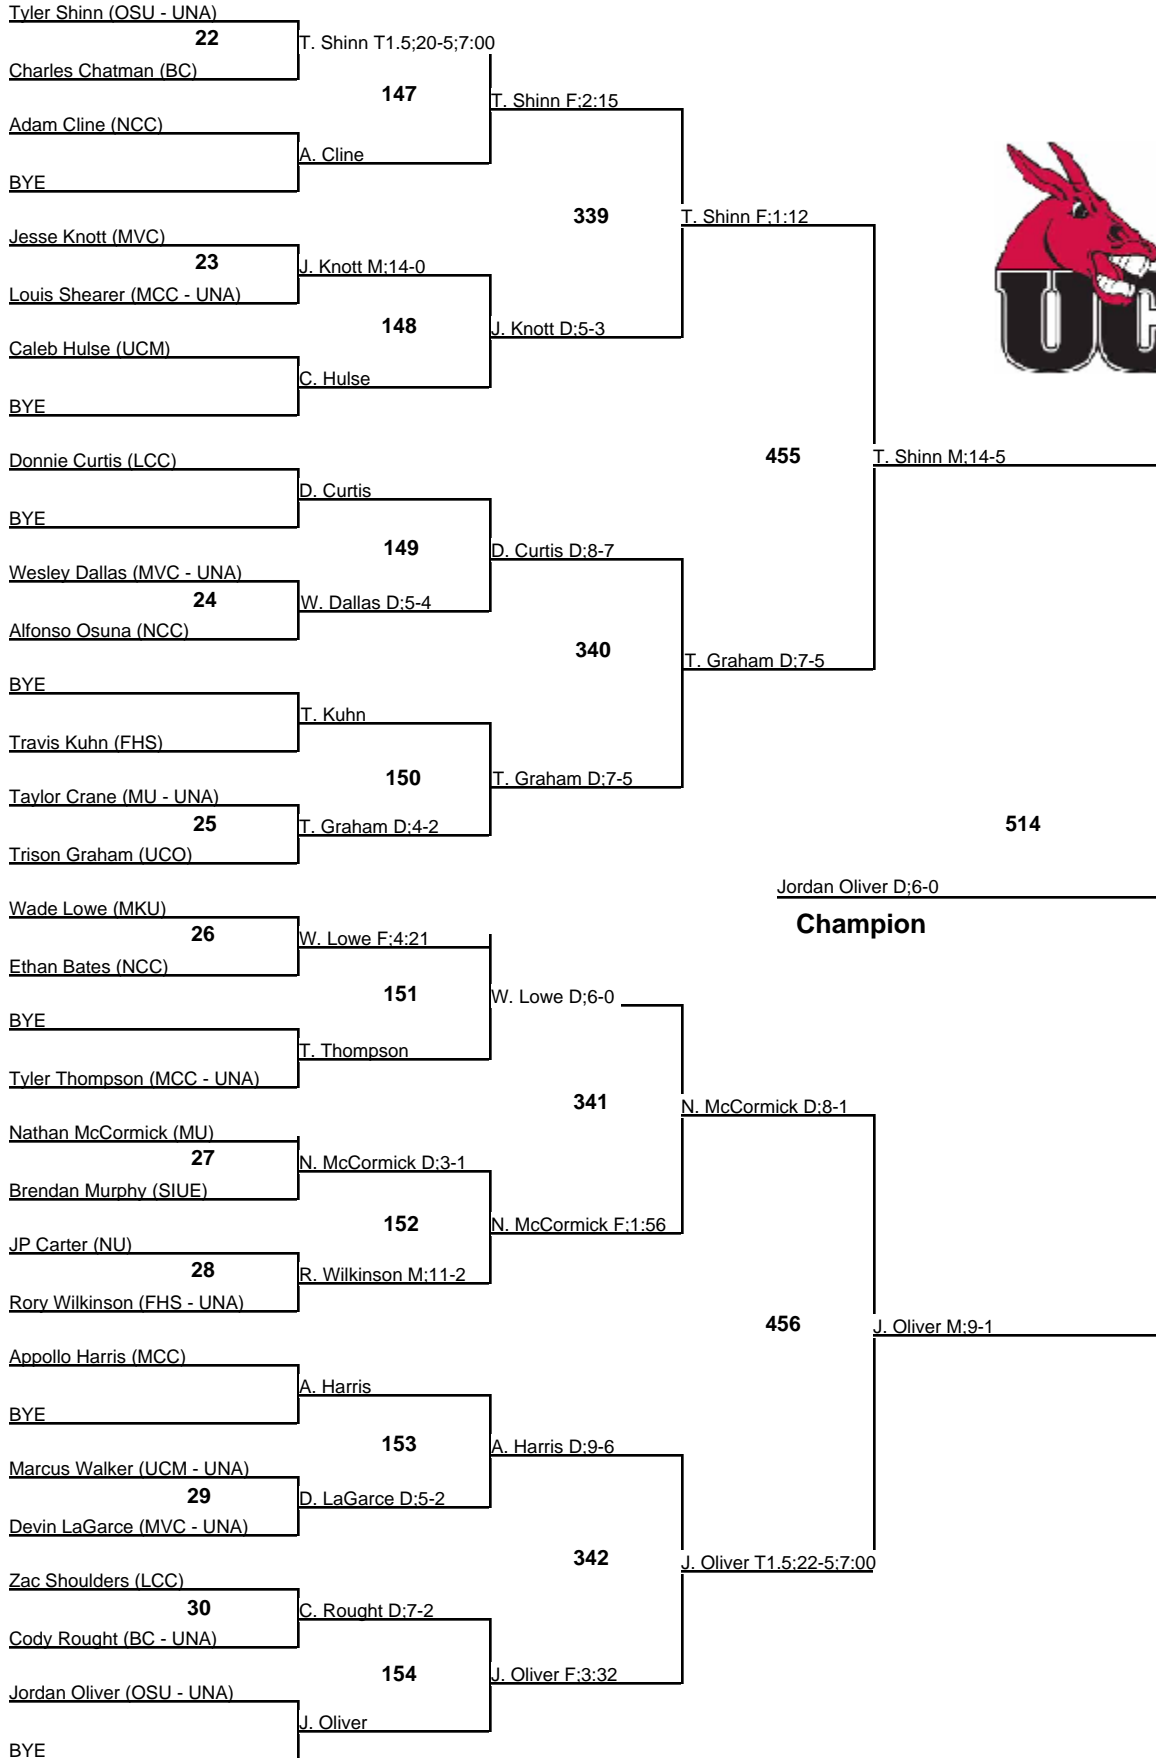 Tyler Shinn (OSU - UNA)
22
T. Shinn T1.5;20-5;7:00
Charles Chatman (BC)
147
T. Shinn F;2:15
Adam Cline (NCC)
A. Cline
BYE
339
T. Shinn F;1:12
Jesse Knott (MVC)
23
J. Knott M;14-0
Louis Shearer (MCC - UNA)
148
J. Knott D;5-3
Caleb Hulse (UCM)
C. Hulse
BYE
UC
455
T. Shinn M;14-5
Donnie Curtis (LCC)
D. Curtis
BYE
149
D. Curtis D;8-7
Wesley Dallas (MVC - UNA)
24
W. Dallas D;5-4
Alfonso Osuna (NCC)
340
T. Graham D;7-5
BYE
T. Kuhn
Travis Kuhn (FHS)
150
T. Graham D;7-5
Taylor Crane (MU - UNA)
25
T. Graham D;4-2
Trison Graham (UCO)
514
Jordan Oliver D;6-0
Champion
Wade Lowe (MKU)
26
W. Lowe F;4:21
Ethan Bates (NCC)
151
W. Lowe D;6-0
BYE
T. Thompson
Tyler Thompson (MCC - UNA)
341
N. McCormick D;8-1
Nathan McCormick (MU)
27
N. McCormick D;3-1
Brendan Murphy (SIUE)
152
N. McCormick F;1:56
JP Carter (NU)
28
R. Wilkinson M;11-2
Rory Wilkinson (FHS - UNA)
456
J. Oliver M;9-1
Appollo Harris (MCC)
A. Harris
BYE
153
A. Harris D;9-6
Marcus Walker (UCM - UNA)
29
D. LaGarce D;5-2
Devin LaGarce (MVC - UNA)
342
J. Oliver T1.5;22-5;7:00
Zac Shoulders (LCC)
30
C. Rought D;7-2
Cody Rought (BC - UNA)
154
J. Oliver F;3:32
Jordan Oliver (OSU - UNA)
J. Oliver
BYE